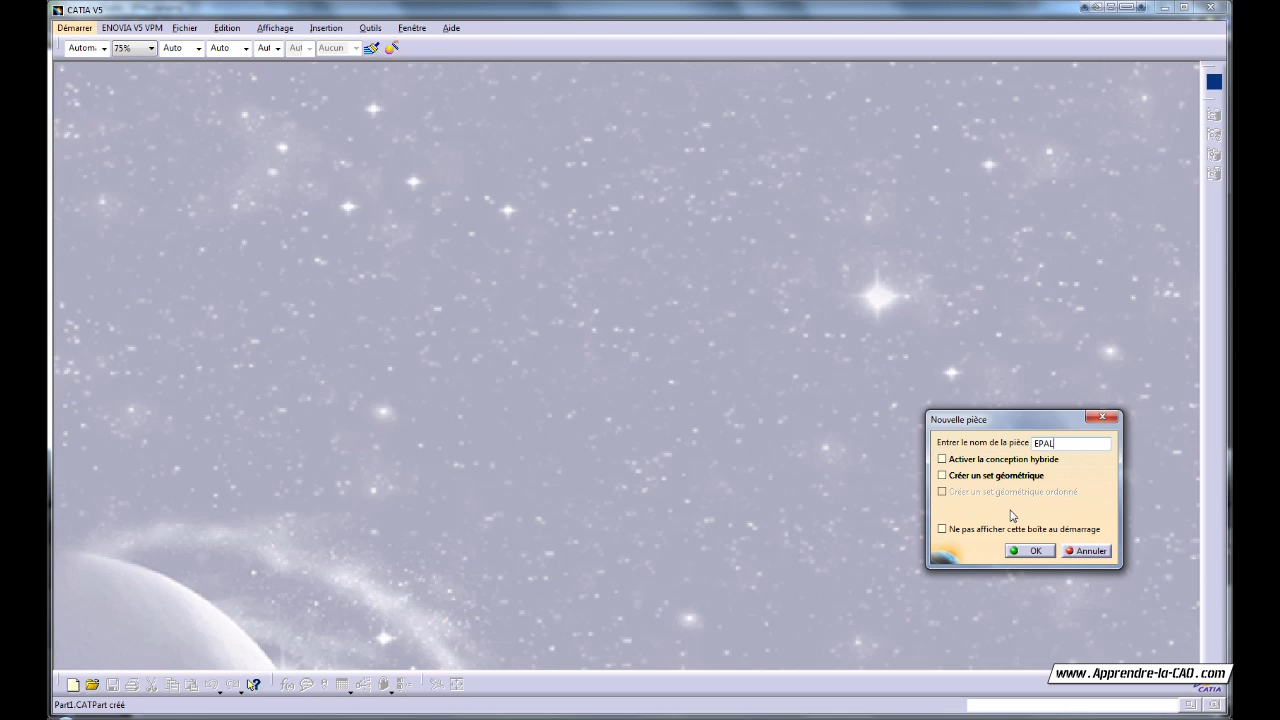 CATIA V5
Démarrer ENOVIA V5 VPM Fichier Edition Affichage Insertion Outils Fenêtre Aide
Autom. 75% Auto Auto Aut Aut Aucun
Nouvelle pièce
Entrer le nom de la pièce EPAL
Activer la conception hybride
Créer un set géométrique
Créer un set géométrique ordonné
Ne pas afficher cette boîte au démarrage
OK Annuler
www.Apprendre-la-CAO.com
CATIA
Part1.CATPart créé